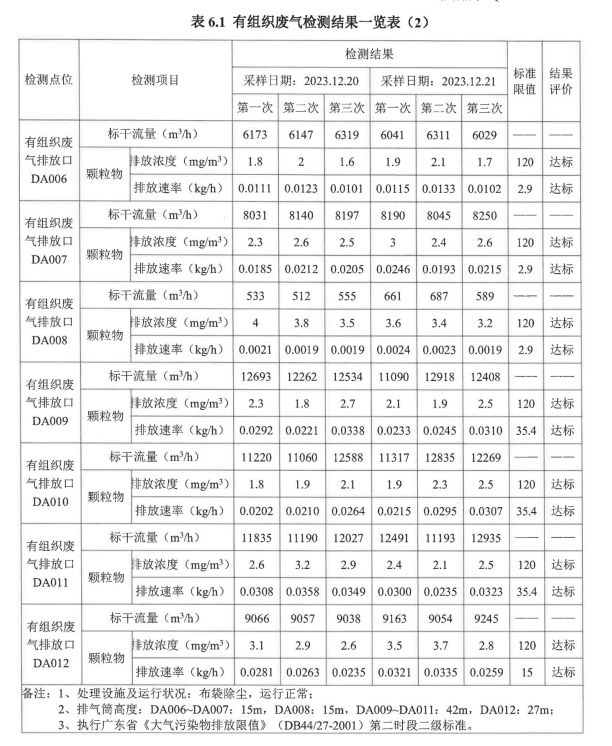 表 6.1 有组织废气检测结果一览表（2）
检测点位 检测项目 检测结果 标准限值 结果评价
采样日期：2023.12.20 采样日期：2023.12.21
第一次 第二次 第三次 第一次 第二次 第三次
有组织废气排放口DA006
标干流量（m³/h） 6173 6147 6319 6041 6311 6029 —— ——
颗粒物 排放浓度（mg/m³） 1.8 2 1.6 1.9 2.1 1.7 120 达标
排放速率（kg/h） 0.0111 0.0123 0.0101 0.0115 0.0133 0.0102 2.9 达标
有组织废气排放口DA007
标干流量（m³/h） 8031 8140 8197 8190 8045 8250 —— ——
颗粒物 排放浓度（mg/m³） 2.3 2.6 2.5 3 2.4 2.6 120 达标
排放速率（kg/h） 0.0185 0.0212 0.0205 0.0246 0.0193 0.0215 2.9 达标
有组织废气排放口DA008
标干流量（m³/h） 533 512 555 661 687 589 —— ——
颗粒物 排放浓度（mg/m³） 4 3.8 3.5 3.6 3.4 3.2 120 达标
排放速率（kg/h） 0.0021 0.0019 0.0019 0.0024 0.0023 0.0019 2.9 达标
有组织废气排放口DA009
标干流量（m³/h） 12693 12262 12534 11090 12918 12408 —— ——
颗粒物 排放浓度（mg/m³） 2.3 1.8 2.7 2.1 1.9 2.5 120 达标
排放速率（kg/h） 0.0292 0.0221 0.0338 0.0233 0.0245 0.0310 35.4 达标
有组织废气排放口DA010
标干流量（m³/h） 11220 11060 12588 11317 12835 12269 —— ——
颗粒物 排放浓度（mg/m³） 1.8 1.9 2.1 1.9 2.3 2.5 120 达标
排放速率（kg/h） 0.0202 0.0210 0.0264 0.0215 0.0295 0.0307 35.4 达标
有组织废气排放口DA011
标干流量（m³/h） 11835 11190 12027 12491 11193 12935 —— ——
颗粒物 排放浓度（mg/m³） 2.6 3.2 2.9 2.4 2.1 2.5 120 达标
排放速率（kg/h） 0.0308 0.0358 0.0349 0.0300 0.0235 0.0323 35.4 达标
有组织废气排放口DA012
标干流量（m³/h） 9066 9057 9038 9163 9054 9245 —— ——
颗粒物 排放浓度（mg/m³） 3.1 2.9 2.6 3.5 3.7 2.8 120 达标
排放速率（kg/h） 0.0281 0.0263 0.0235 0.0321 0.0335 0.0259 15 达标
备注：1、处理设施及运行状况：布袋除尘，运行正常；
2、排气筒高度：DA006~DA007：15m，DA008：15m，DA009~DA011：42m，DA012：27m；
3、执行广东省《大气污染物排放限值》（DB44/27-2001）第二时段二级标准。